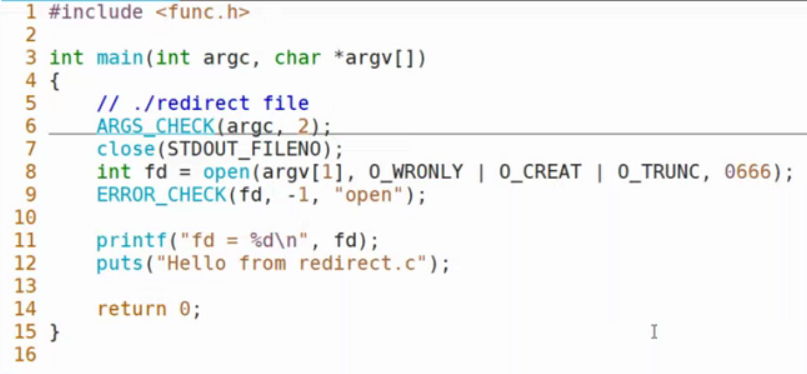 1 #include <func.h>
2
3 int main(int argc, char *argv[])
4 {
5     // ./redirect file
6     ARGS_CHECK(argc, 2);
7     close(STDOUT_FILENO);
8     int fd = open(argv[1], O_WRONLY | O_CREAT | O_TRUNC, 0666);
9     ERROR_CHECK(fd, -1, "open");
10
11     printf("fd = %d\n", fd);
12     puts("Hello from redirect.c");
13
14     return 0;
15 }
16